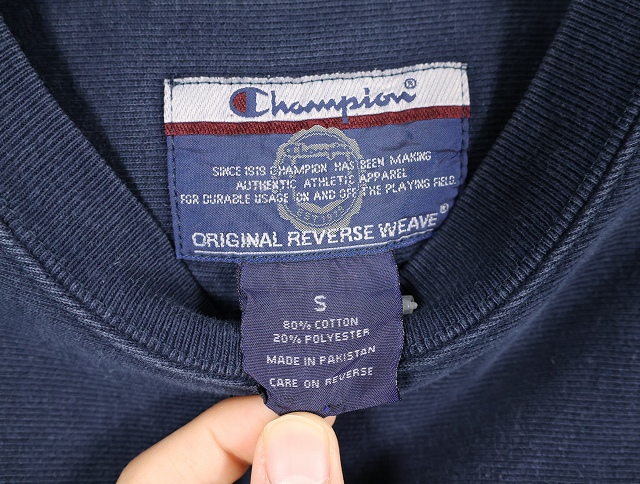 Champion®
SINCE 1919 CHAMPION HAS BEEN MAKING
AUTHENTIC ATHLETIC APPAREL
FOR DURABLE USAGE ON AND OFF THE PLAYING FIELD.
ORIGINAL REVERSE WEAVE®
S
80% COTTON
20% POLYESTER
MADE IN PAKISTAN
CARE ON REVERSE